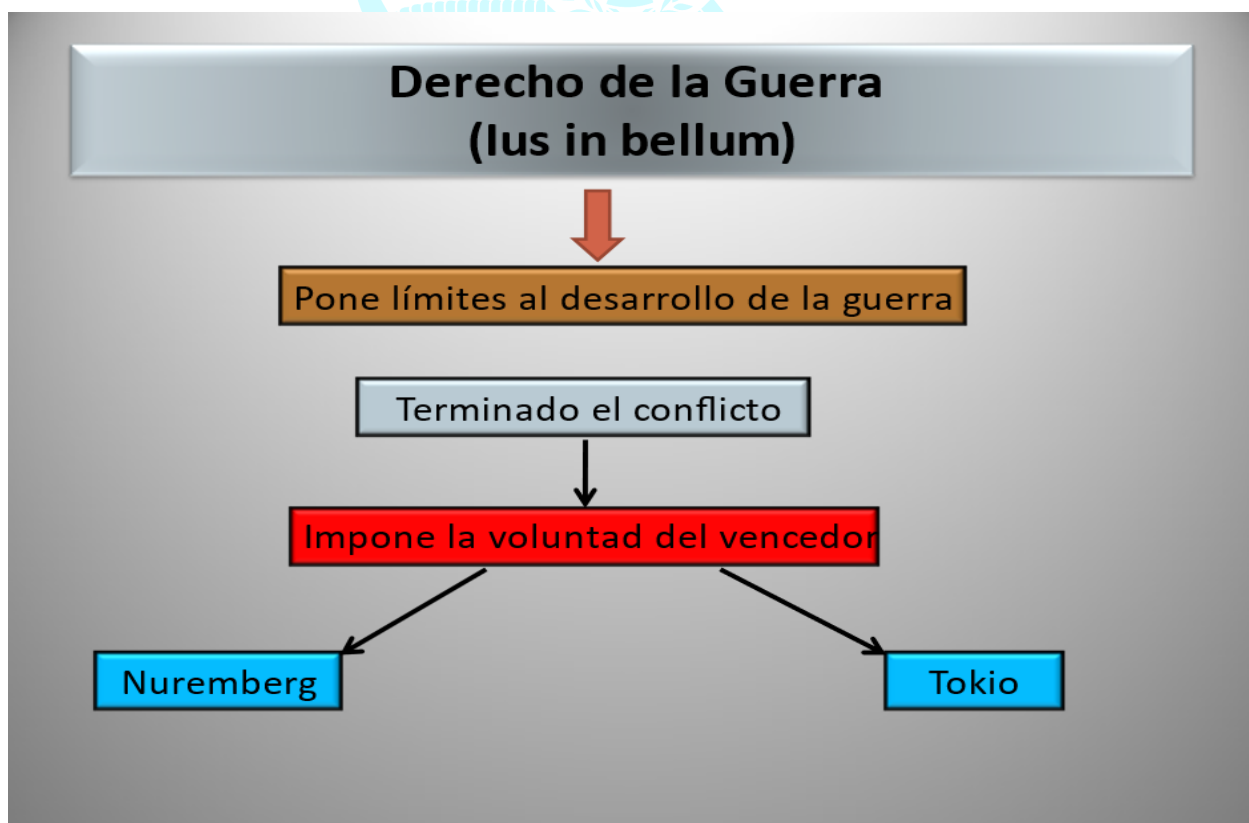 Derecho de la Guerra
(Ius in bellum)
Pone límites al desarrollo de la guerra
Terminado el conflicto
Impone la voluntad del vencedor
Nuremberg
Tokio